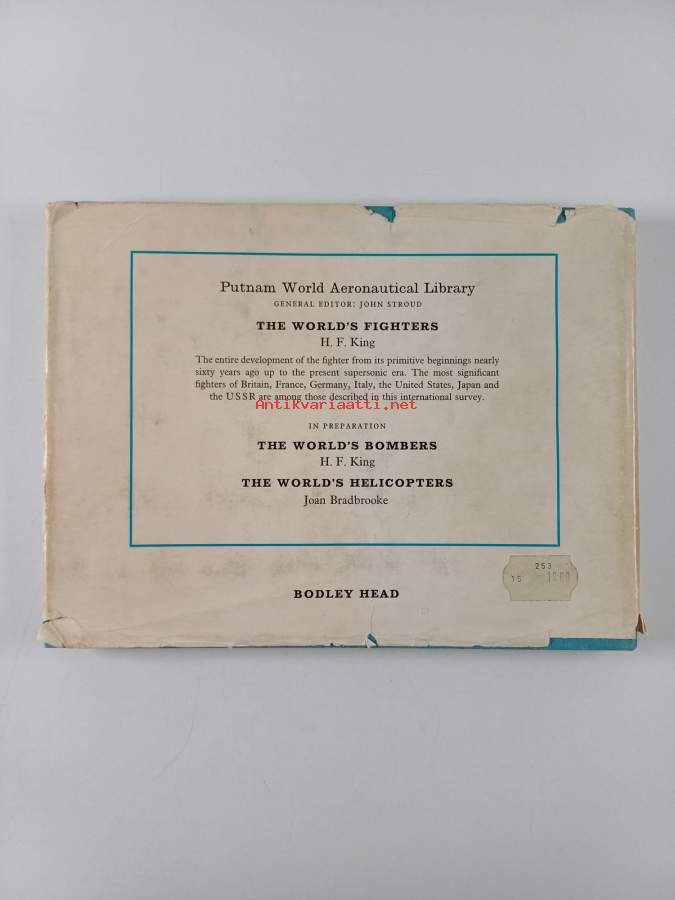 Putnam World Aeronautical Library
GENERAL EDITOR: JOHN STROUD
THE WORLD'S FIGHTERS
H. F. King
The entire development of the fighter from its primitive beginnings nearly
sixty years ago up to the present supersonic era. The most significant
fighters of Britain, France, Germany, Italy, the United States, Japan and
the USSR are among those described in this international survey.
Antikvariaatti.net
IN PREPARATION
THE WORLD'S BOMBERS
H. F. King
THE WORLD'S HELICOPTERS
Joan Bradbrooke
253
75
BODLEY HEAD